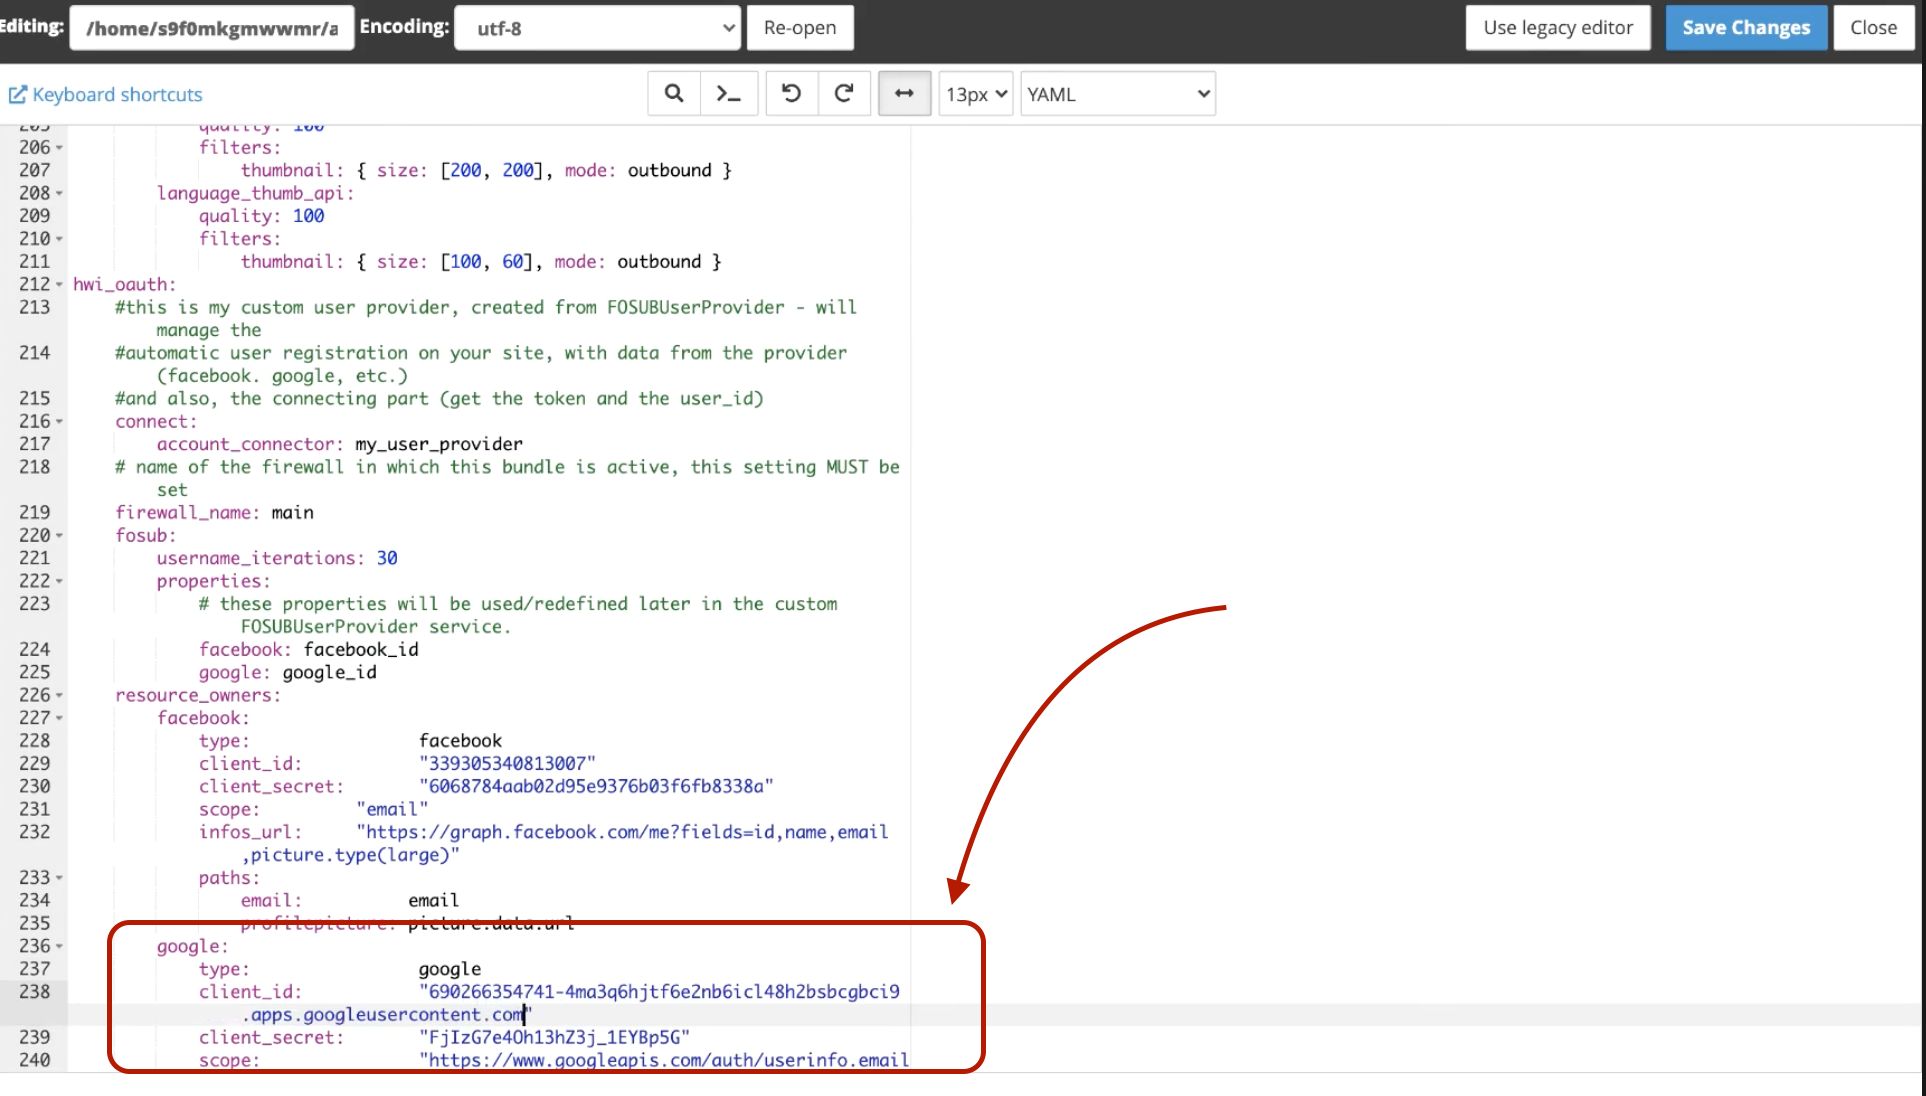 Editing: /home/s9f0mkgmwwmr/a Encoding: utf-8 Re-open Use legacy editor Save Changes Close
Keyboard shortcuts 13px YAML
205 quality: 100
206 filters:
207 thumbnail: { size: [200, 200], mode: outbound }
208 language_thumb_api:
209 quality: 100
210 filters:
211 thumbnail: { size: [100, 60], mode: outbound }
212 hwi_oauth:
213 #this is my custom user provider, created from FOSUBUserProvider - will
manage the
214 #automatic user registration on your site, with data from the provider
(facebook. google, etc.)
215 #and also, the connecting part (get the token and the user_id)
216 connect:
217 account_connector: my_user_provider
218 # name of the firewall in which this bundle is active, this setting MUST be
set
219 firewall_name: main
220 fosub:
221 username_iterations: 30
222 properties:
223 # these properties will be used/redefined later in the custom
FOSUBUserProvider service.
224 facebook: facebook_id
225 google: google_id
226 resource_owners:
227 facebook:
228 type: facebook
229 client_id: "339305340813007"
230 client_secret: "6068784aab02d95e9376b03f6fb8338a"
231 scope: "email"
232 infos_url: "https://graph.facebook.com/me?fields=id,name,email
,picture.type(large)"
233 paths:
234 email: email
235 profilepicture: picture.data.url
236 google:
237 type: google
238 client_id: "690266354741-4ma3q6hjtf6e2nb6icl48h2bsbcgbci9
.apps.googleusercontent.com"
239 client_secret: "FjIzG7e4Oh13hZ3j_1EYBp5G"
240 scope: "https://www.googleapis.com/auth/userinfo.email